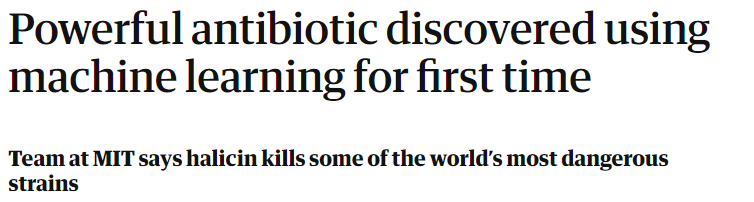 Powerful antibiotic discovered using
machine learning for first time
Team at MIT says halicin kills some of the world’s most dangerous
strains